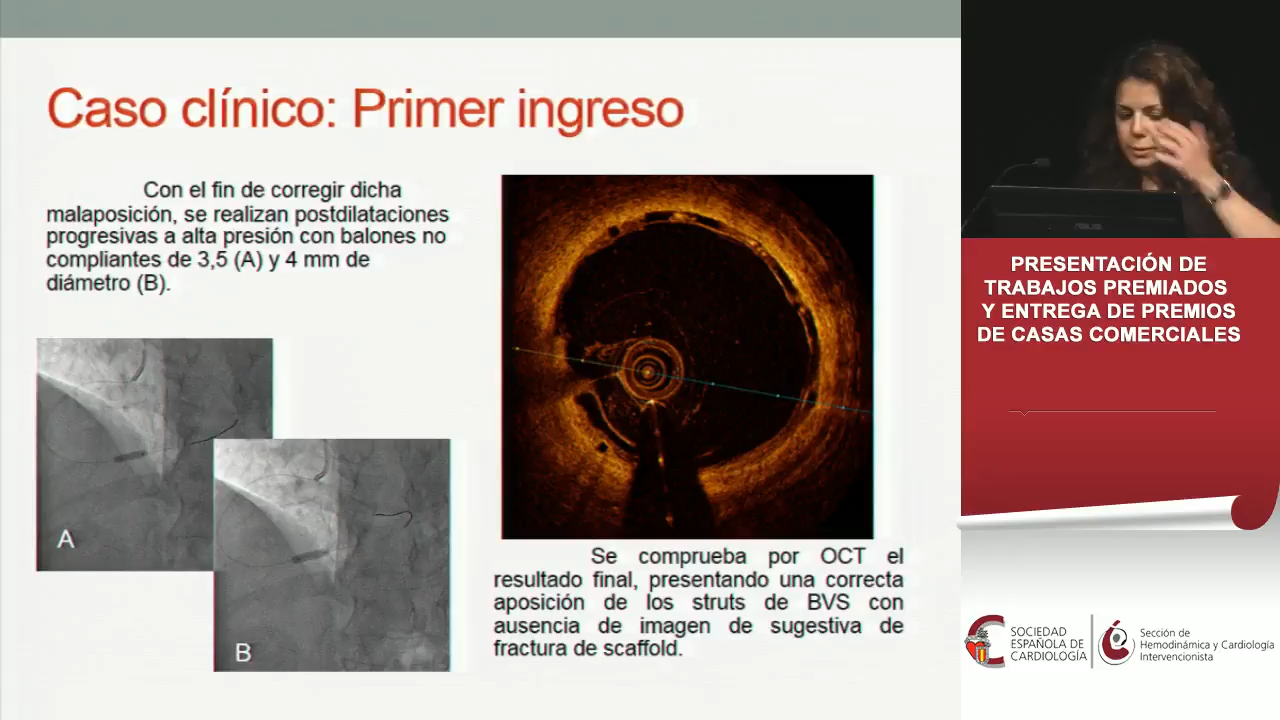 Caso clínico: Primer ingreso
Con el fin de corregir dicha
malaposición, se realizan postdilataciones
progresivas a alta presión con balones no
compliantes de 3,5 (A) y 4 mm de
diámetro (B).
A
B
Se comprueba por OCT el
resultado final, presentando una correcta
aposición de los struts de BVS con
ausencia de imagen de sugestiva de
fractura de scaffold.
PRESENTACIÓN DE
TRABAJOS PREMIADOS
Y ENTREGA DE PREMIOS
DE CASAS COMERCIALES
SOCIEDAD
ESPAÑOLA DE
CARDIOLOGÍA
Sección de
Hemodinámica y Cardiología
Intervencionista